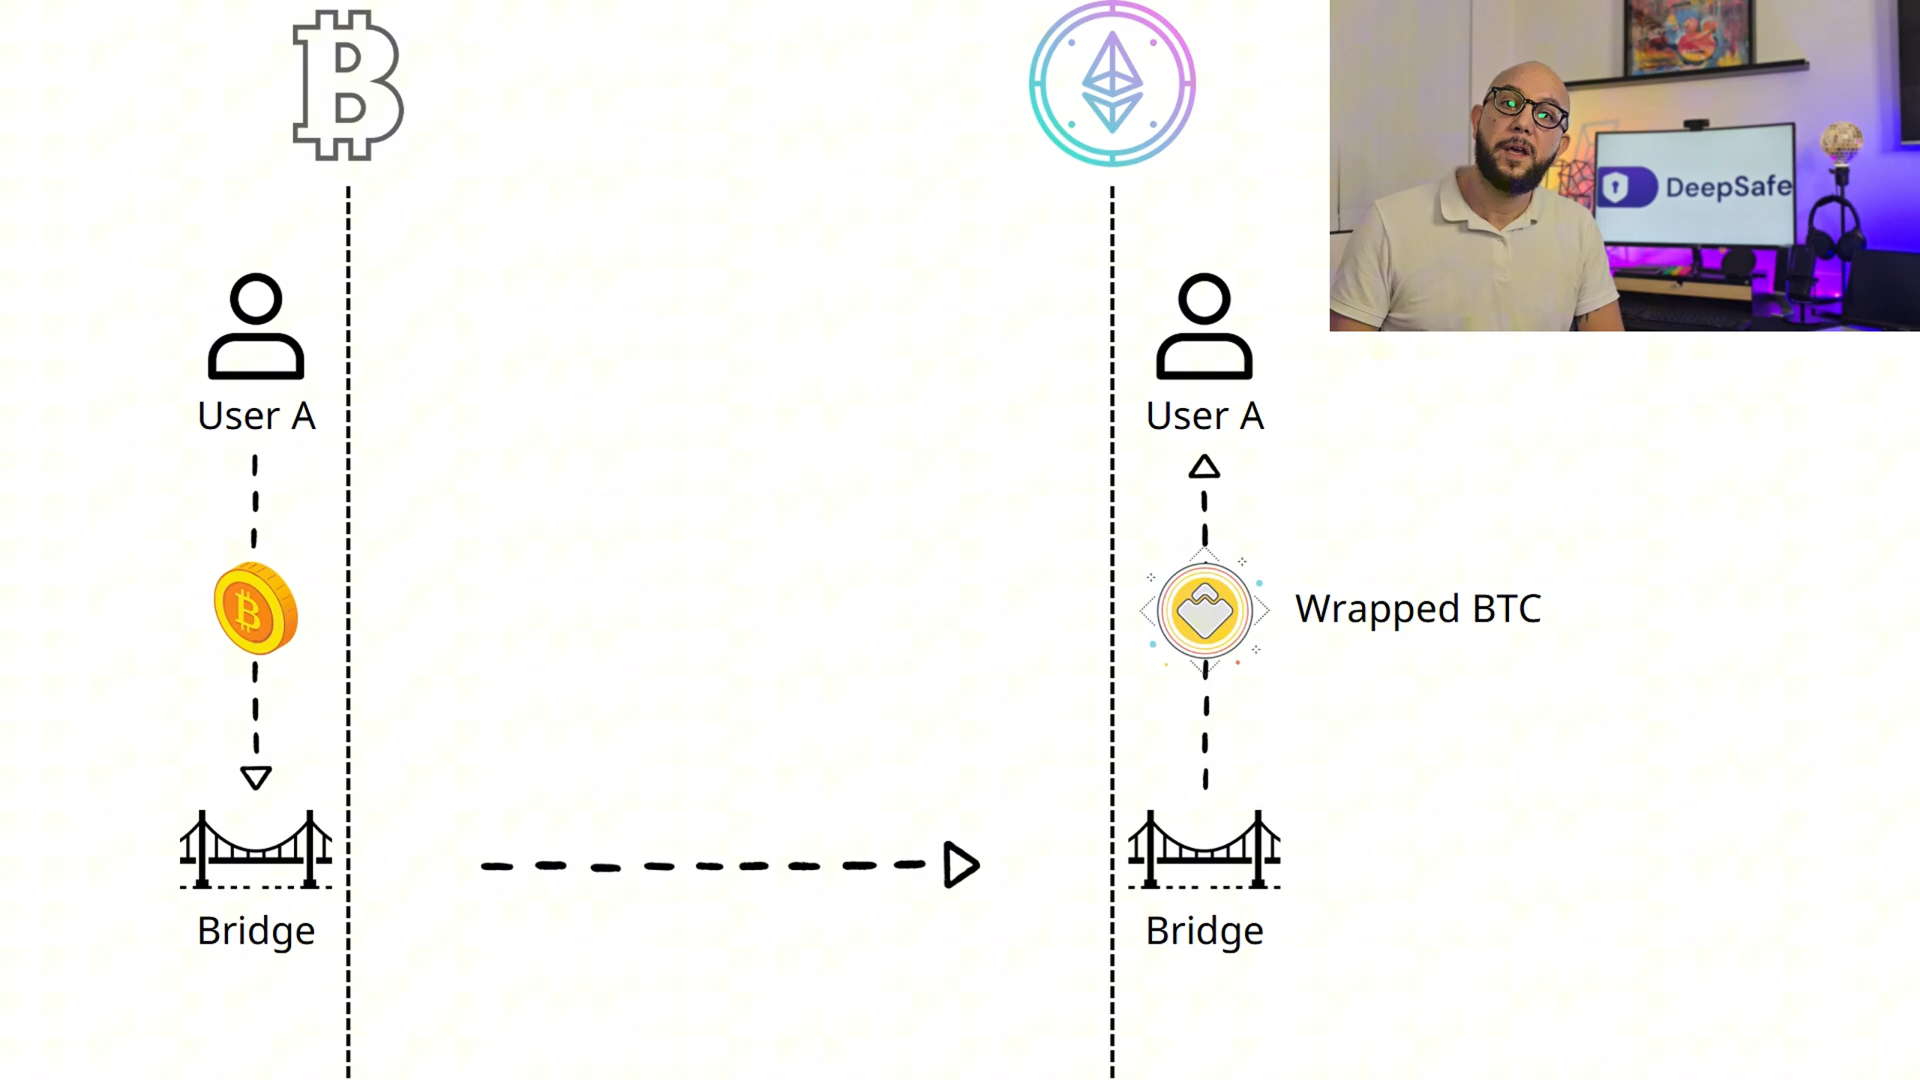 DeepSafe
User A
User A
Wrapped BTC
Bridge
Bridge